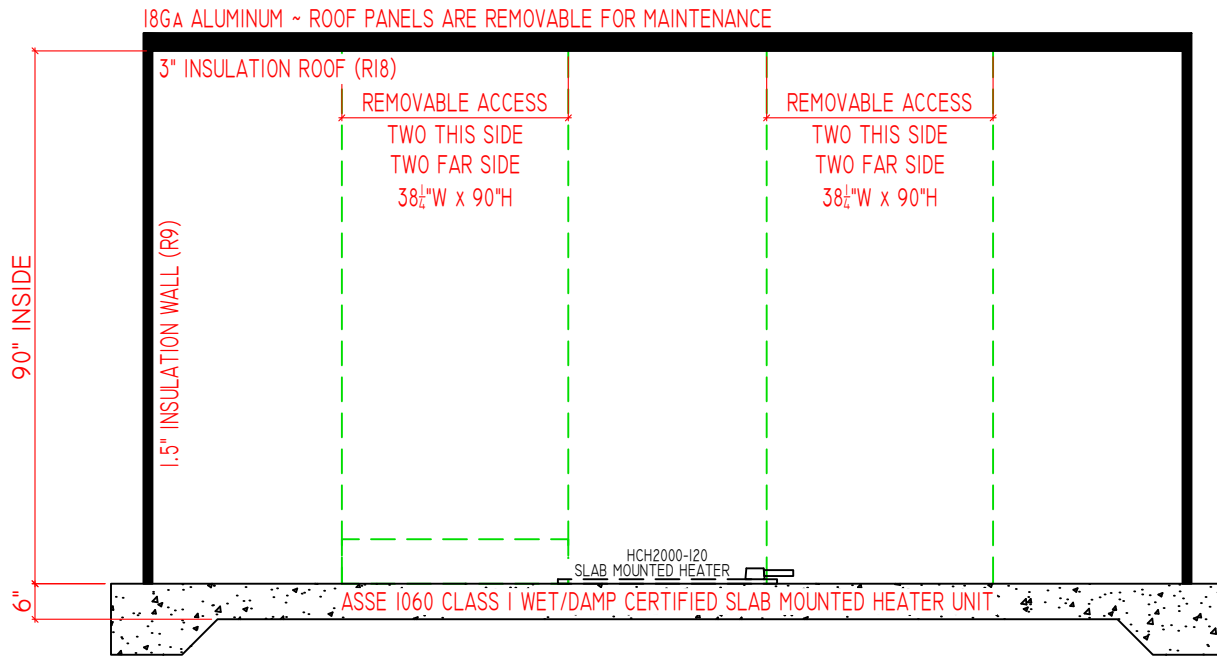 18GA ALUMINUM ~ ROOF PANELS ARE REMOVABLE FOR MAINTENANCE
3" INSULATION ROOF (R18)
REMOVABLE ACCESS
TWO THIS SIDE
TWO FAR SIDE
38¼"W X 90"H
REMOVABLE ACCESS
TWO THIS SIDE
TWO FAR SIDE
38¼"W X 90"H
90" INSIDE
1.5" INSULATION WALL (R9)
HCH2000-120
SLAB MOUNTED HEATER
6"
ASSE 1060 CLASS 1 WET/DAMP CERTIFIED SLAB MOUNTED HEATER UNIT